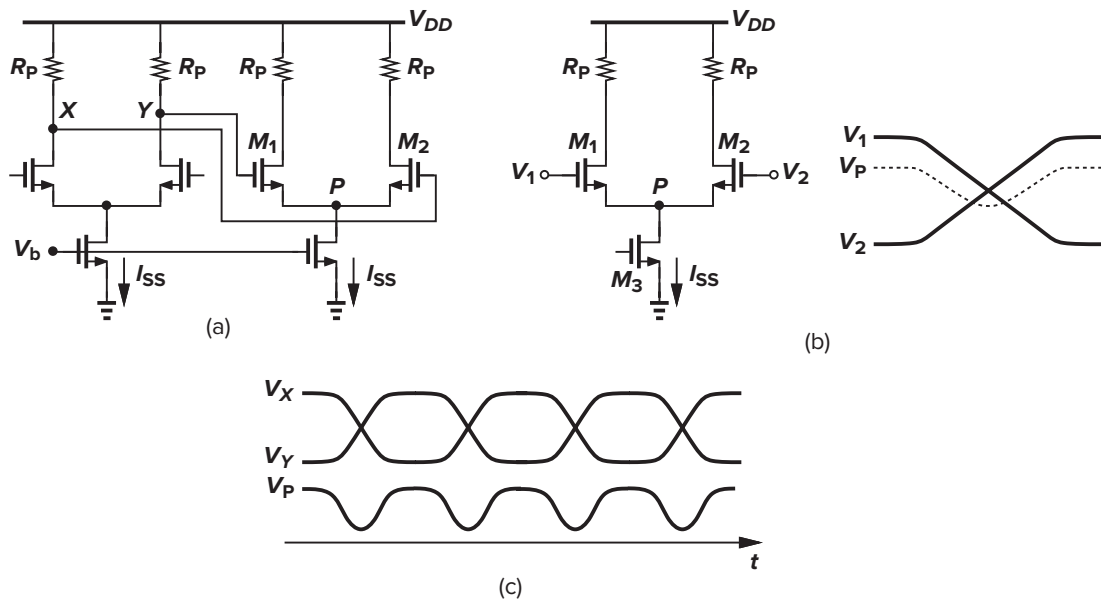 V_DD
R_P R_P R_P R_P
X Y
M_1 M_2
P
V_b
I_SS I_SS
(a)
V_DD
R_P R_P
M_1 M_2
V_1 V_2
P
M_3
I_SS
V_1
V_P
V_2
(b)
V_X
V_Y
V_P
t
(c)